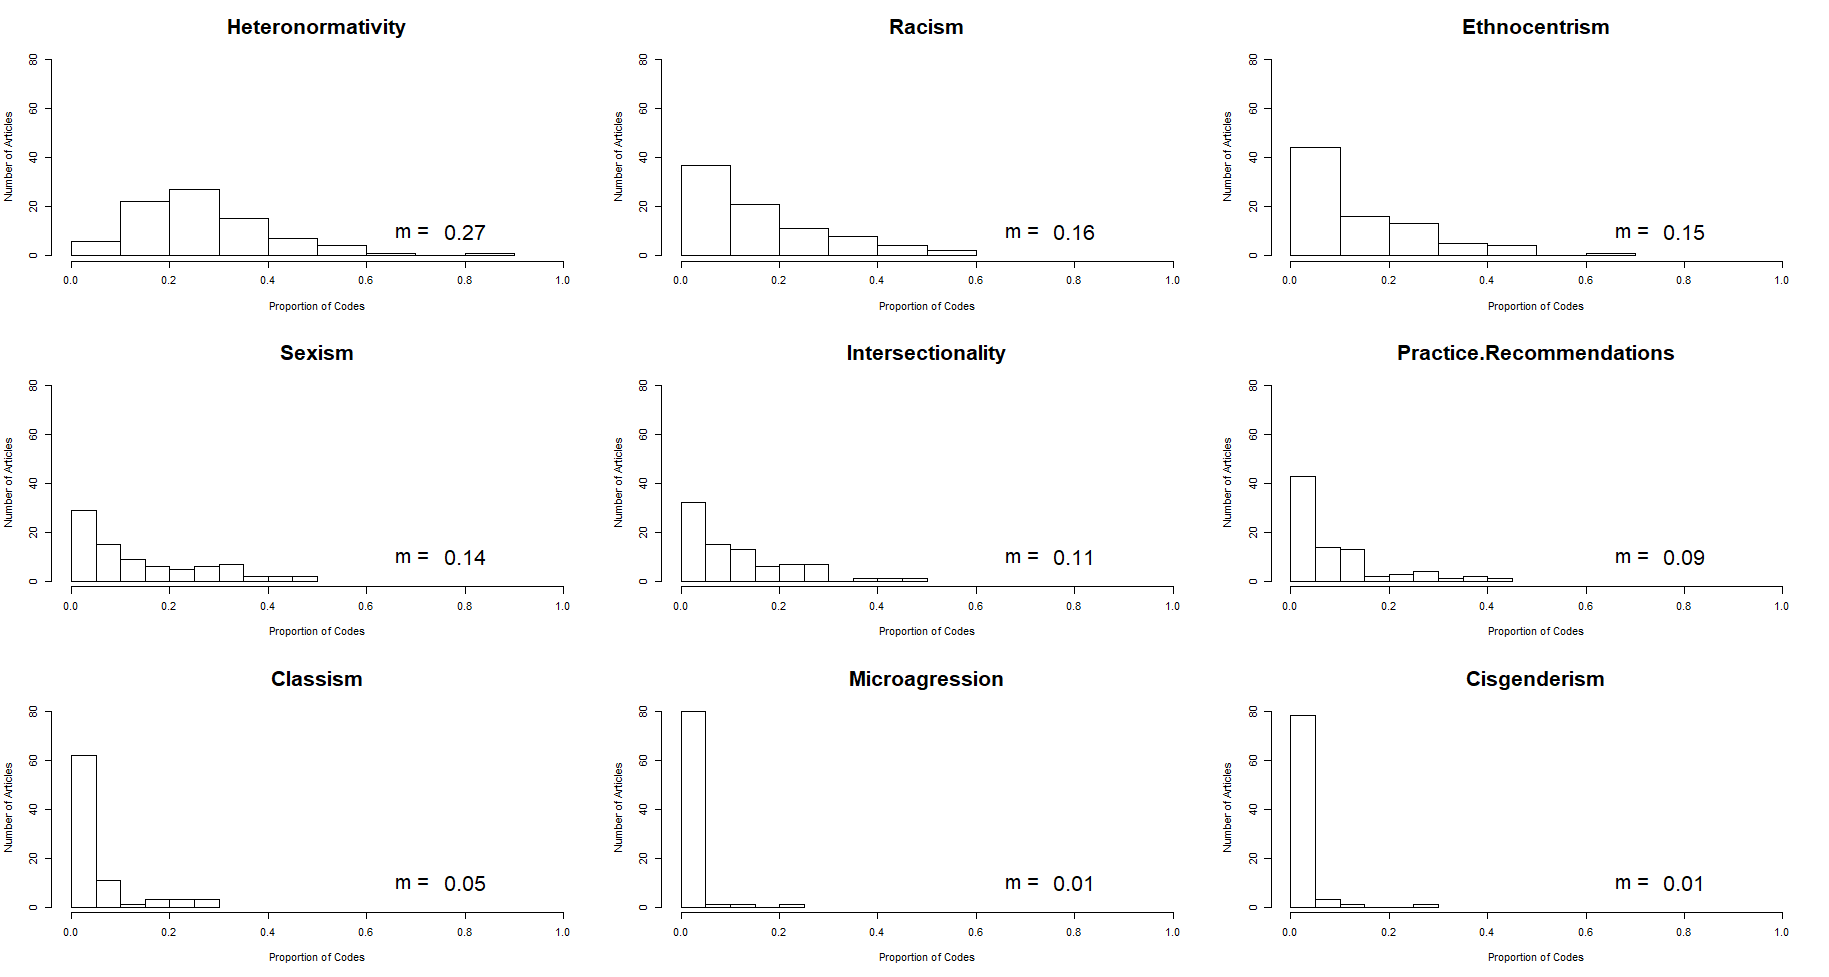 Heteronormativity
Number of Articles
0 20 40 60 80
m = 0.27
0.0 0.2 0.4 0.6 0.8 1.0
Proportion of Codes
Racism
Number of Articles
0 20 40 60 80
m = 0.16
0.0 0.2 0.4 0.6 0.8 1.0
Proportion of Codes
Ethnocentrism
Number of Articles
0 20 40 60 80
m = 0.15
0.0 0.2 0.4 0.6 0.8 1.0
Proportion of Codes
Sexism
Number of Articles
0 20 40 60 80
m = 0.14
0.0 0.2 0.4 0.6 0.8 1.0
Proportion of Codes
Intersectionality
Number of Articles
0 20 40 60 80
m = 0.11
0.0 0.2 0.4 0.6 0.8 1.0
Proportion of Codes
Practice.Recommendations
Number of Articles
0 20 40 60 80
m = 0.09
0.0 0.2 0.4 0.6 0.8 1.0
Proportion of Codes
Classism
Number of Articles
0 20 40 60 80
m = 0.05
0.0 0.2 0.4 0.6 0.8 1.0
Proportion of Codes
Microagression
Number of Articles
0 20 40 60 80
m = 0.01
0.0 0.2 0.4 0.6 0.8 1.0
Proportion of Codes
Cisgenderism
Number of Articles
0 20 40 60 80
m = 0.01
0.0 0.2 0.4 0.6 0.8 1.0
Proportion of Codes